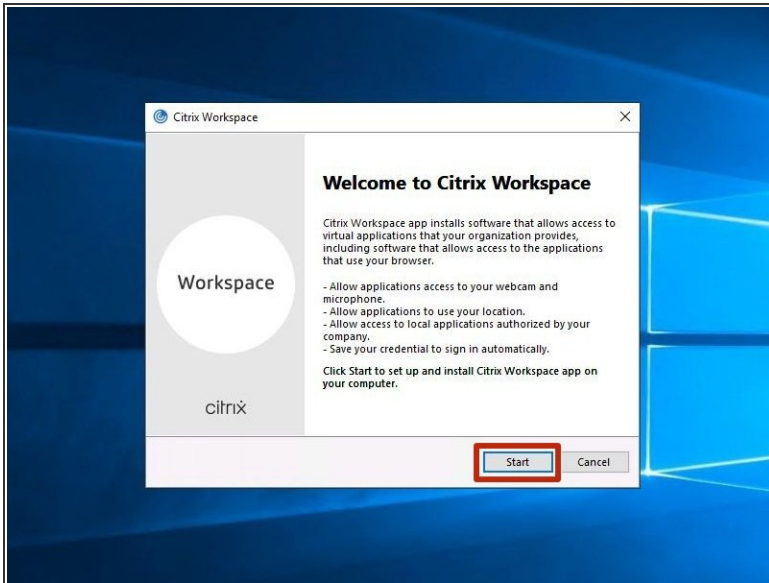 Citrix Workspace
Welcome to Citrix Workspace
Citrix Workspace app installs software that allows access to
virtual applications that your organization provides,
including software that allows access to the applications
that use your browser.
- Allow applications access to your webcam and
microphone.
- Allow applications to use your location.
- Allow access to local applications authorized by your
company.
- Save your credential to sign in automatically.
Click Start to set up and install Citrix Workspace app on
your computer.
Workspace
citrix
Start Cancel